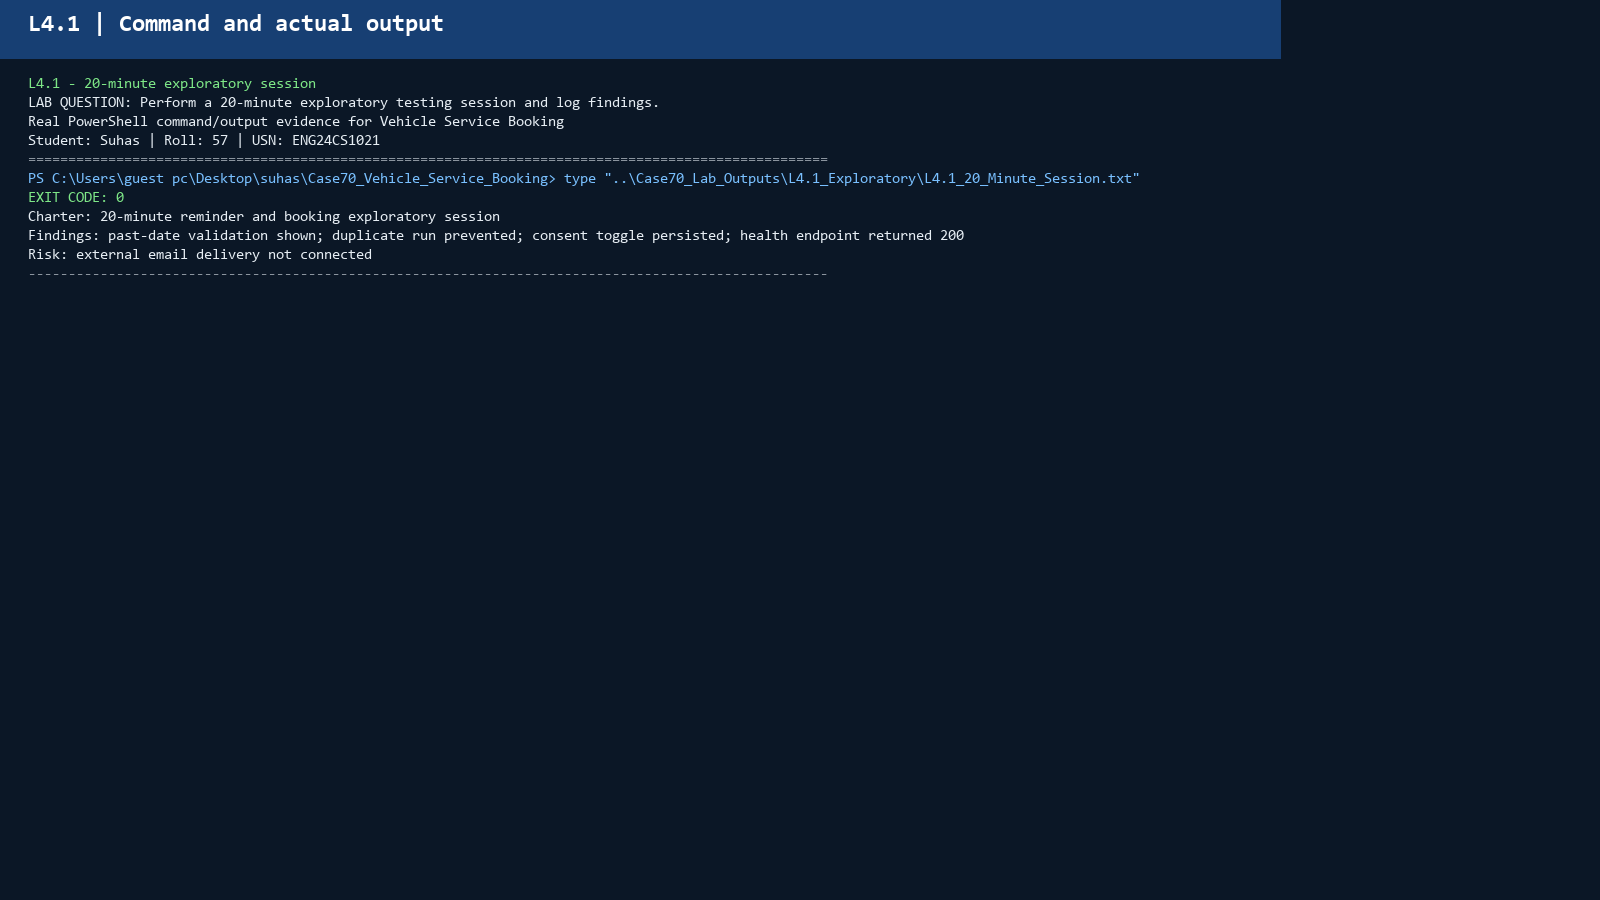 L4.1 | Command and actual output
L4.1 - 20-minute exploratory session
LAB QUESTION: Perform a 20-minute exploratory testing session and log findings.
Real PowerShell command/output evidence for Vehicle Service Booking
Student: Suhas | Roll: 57 | USN: ENG24CS1021
====================================================================================================
PS C:\Users\guest pc\Desktop\suhas\Case70_Vehicle_Service_Booking> type "..\Case70_Lab_Outputs\L4.1_Exploratory\L4.1_20_Minute_Session.txt"
EXIT CODE: 0
Charter: 20-minute reminder and booking exploratory session
Findings: past-date validation shown; duplicate run prevented; consent toggle persisted; health endpoint returned 200
Risk: external email delivery not connected
----------------------------------------------------------------------------------------------------